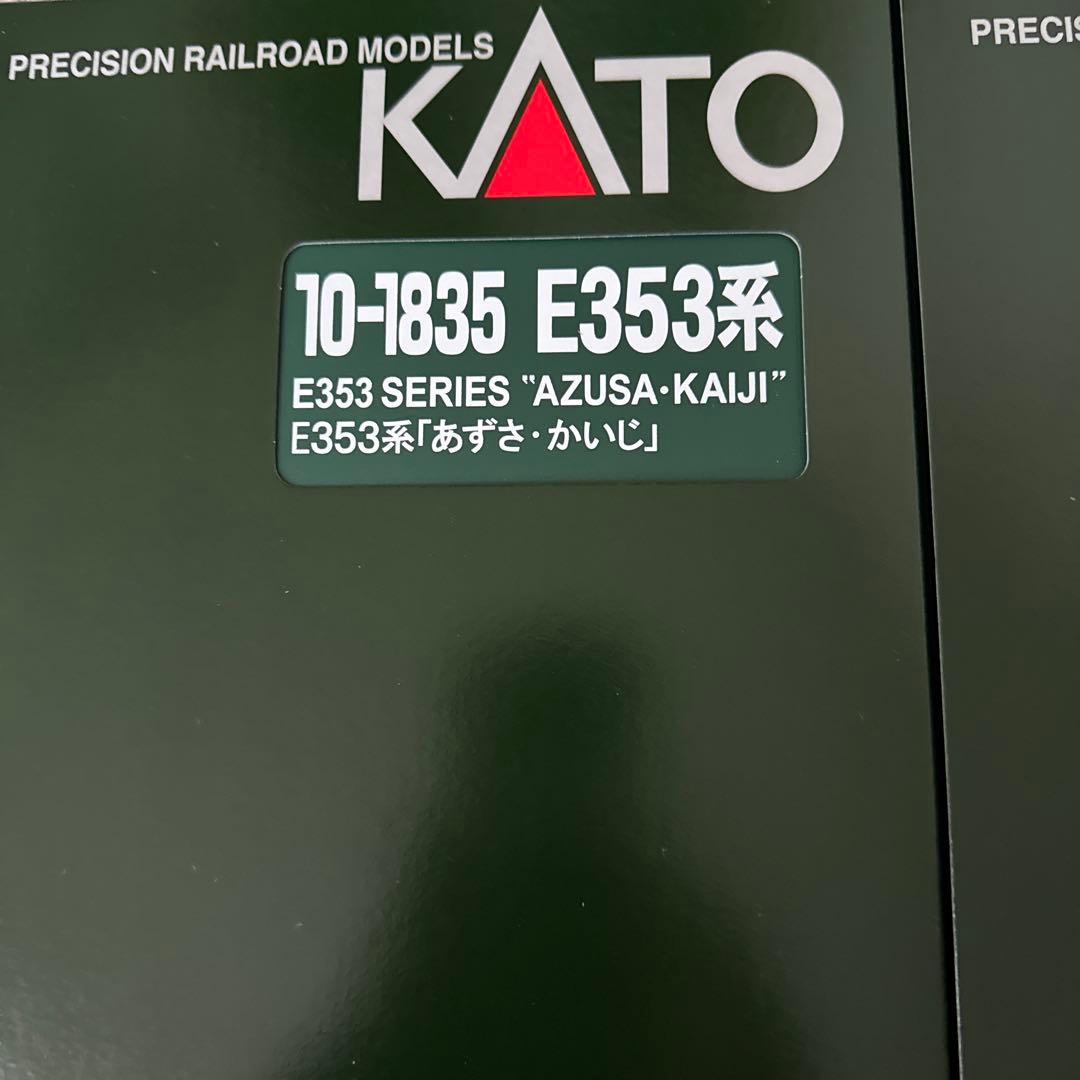 PRECISION RAILROAD MODELS
KATO
10-1835 E353系
E353 SERIES “AZUSA・KAIJI”
E353系「あずさ・かいじ」
PRECIS